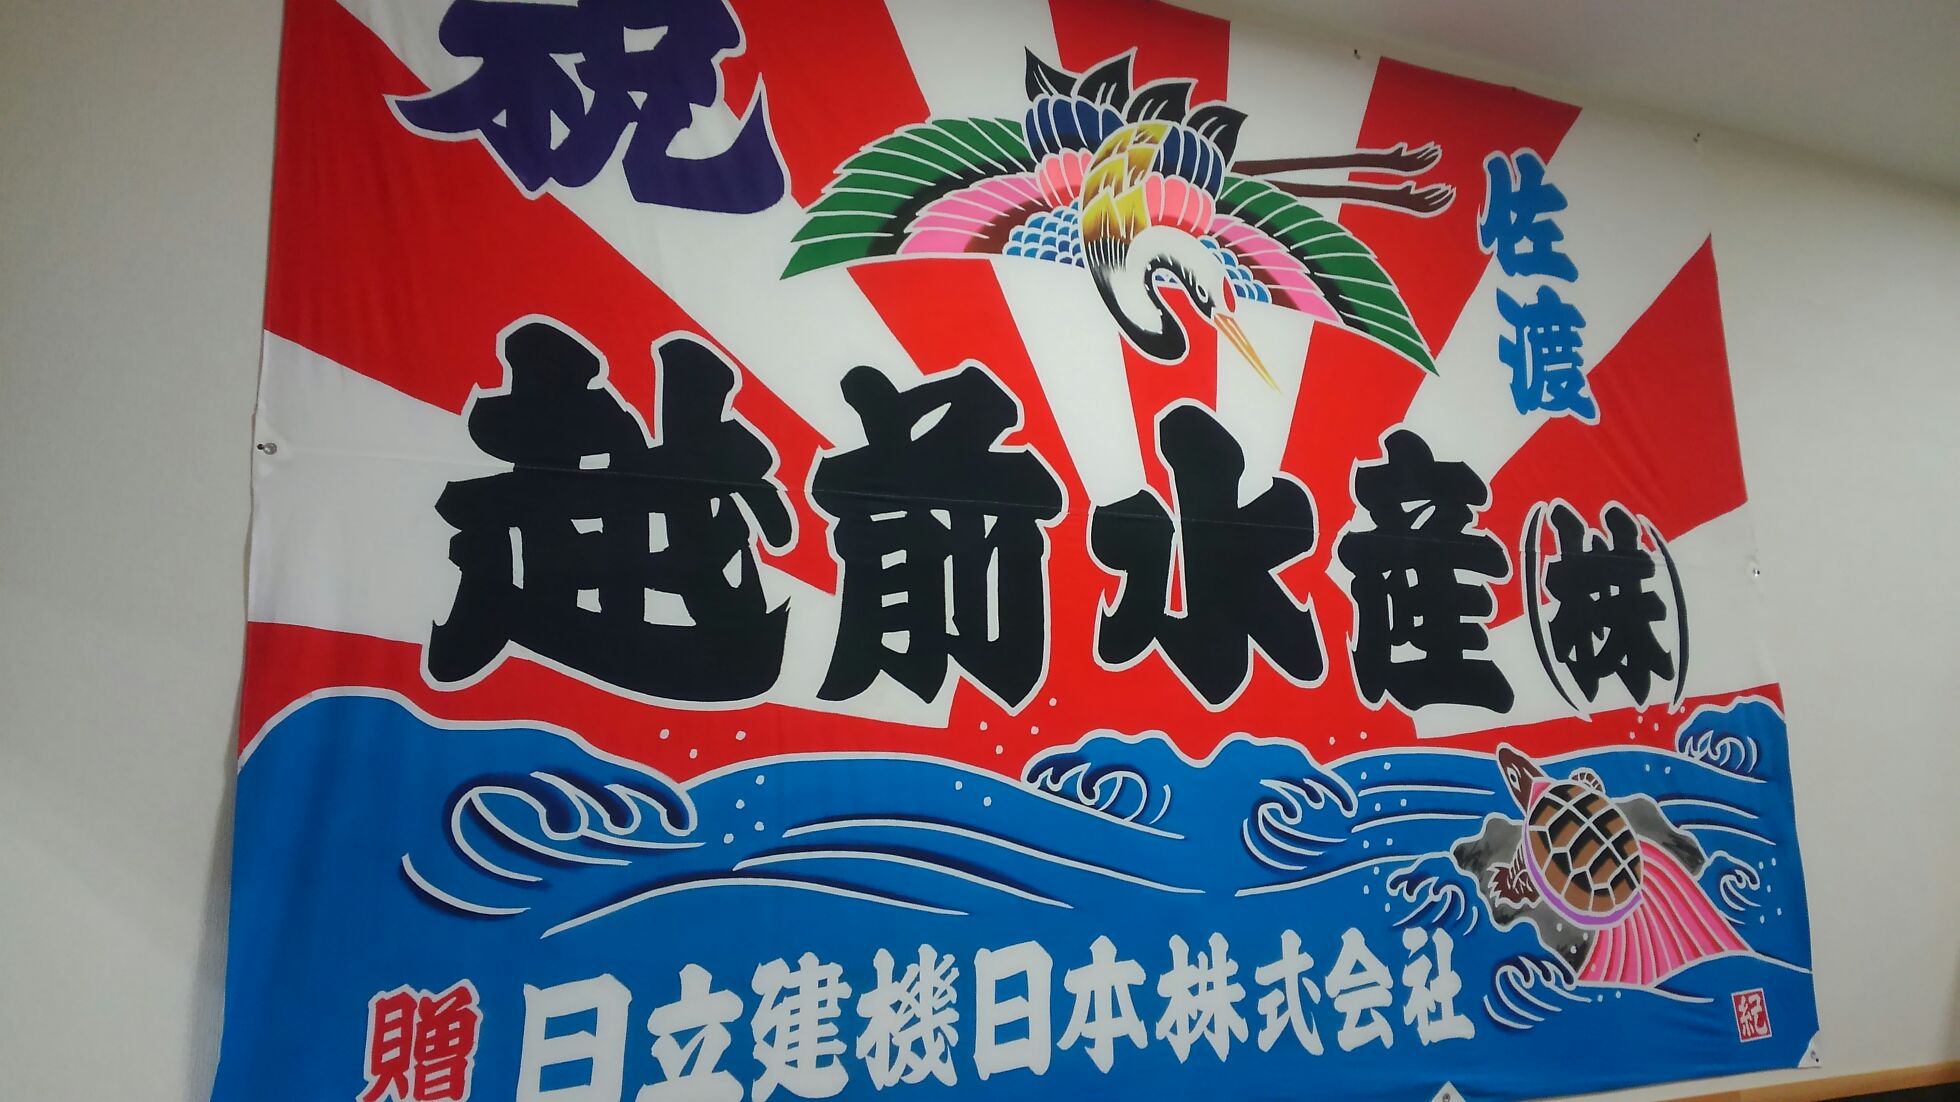 祝
佐渡
越前水産(株)
贈 日立建機日本株式会社
紀